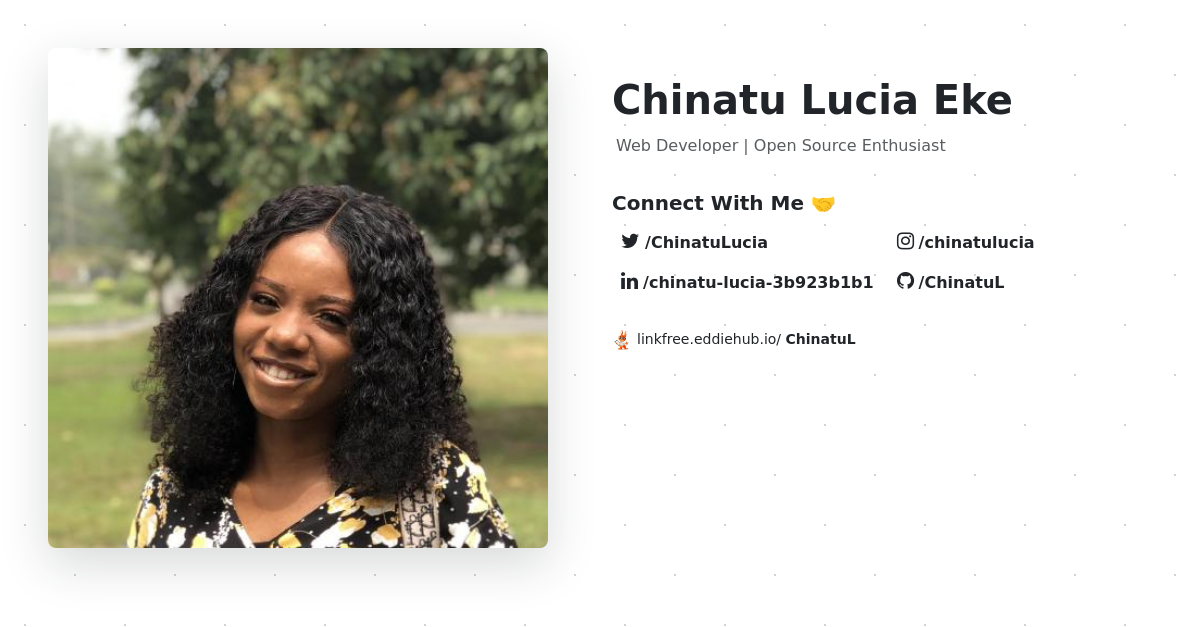 Chinatu Lucia Eke
Web Developer | Open Source Enthusiast
Connect With Me 🤝
/ChinatuLucia
/chinatulucia
/chinatu-lucia-3b923b1b1
/ChinatuL
linkfree.eddiehub.io/ ChinatuL